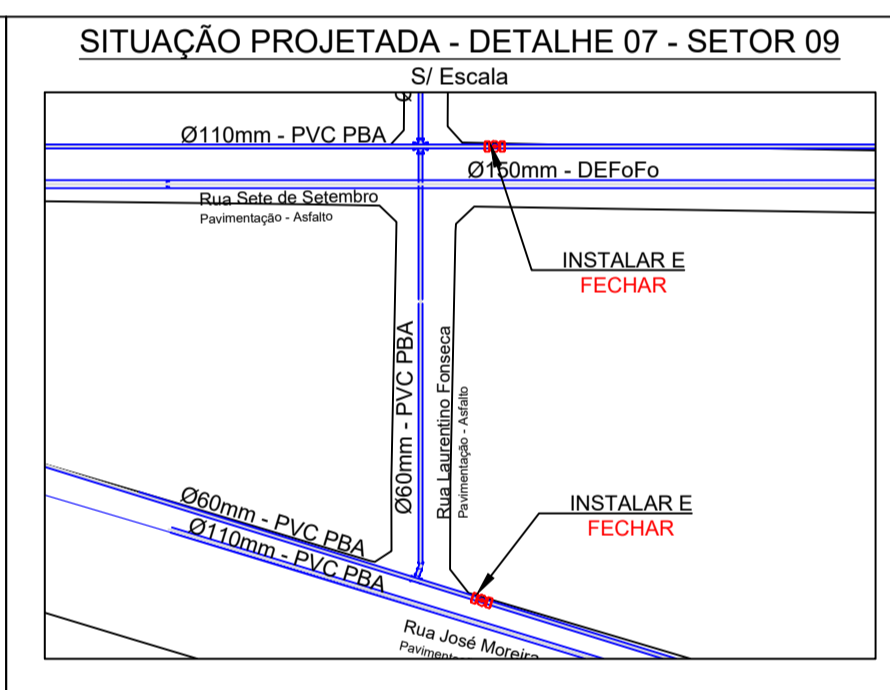 SITUAÇÃO PROJETADA - DETALHE 07 - SETOR 09
S/ Escala
Ø110mm - PVC PBA
Ø150mm - DEFoFo
Rua Sete de Setembro
Pavimentação - Asfalto
INSTALAR E
FECHAR
Ø60mm - PVC PBA
Rua Laurentino Fonseca
Pavimentação - Asfalto
Ø60mm - PVC PBA
Ø110mm - PVC PBA
INSTALAR E
FECHAR
Rua José Moreira